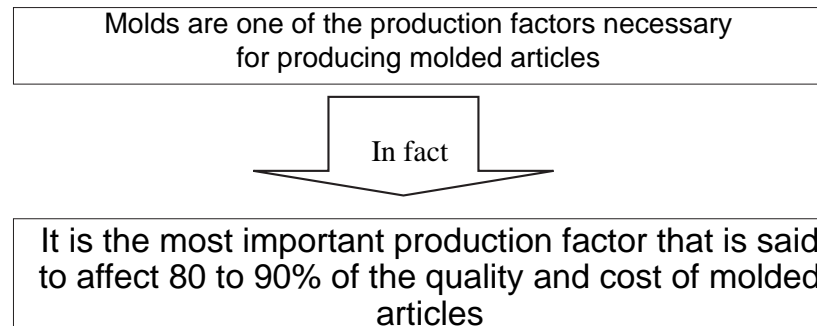 Molds are one of the production factors necessary
for producing molded articles
In fact
It is the most important production factor that is said
to affect 80 to 90% of the quality and cost of molded
articles